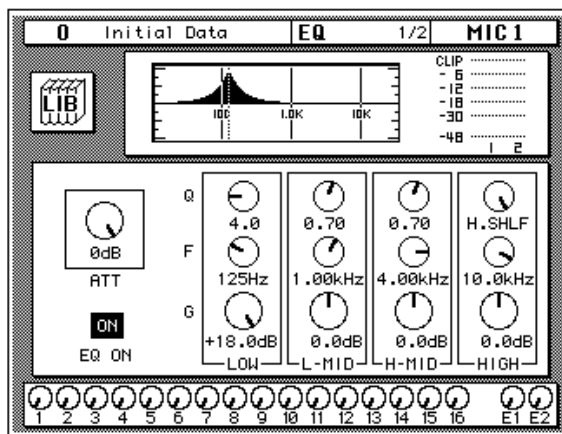 0 Initial Data EQ 1/2 MIC 1
LIB
100 1.0K 10K
CLIP
- 6
-12
-18
-30
-48
1 2
Q 4.0 0.70 0.70 H.SHLF
0dB
ATT
F 125Hz 1.00kHz 4.00kHz 10.0kHz
ON
EQ ON
G +18.0dB 0.0dB 0.0dB 0.0dB
LOW L-MID H-MID HIGH
1 2 3 4 5 6 7 8 9 10 11 12 13 14 15 16 E1 E2